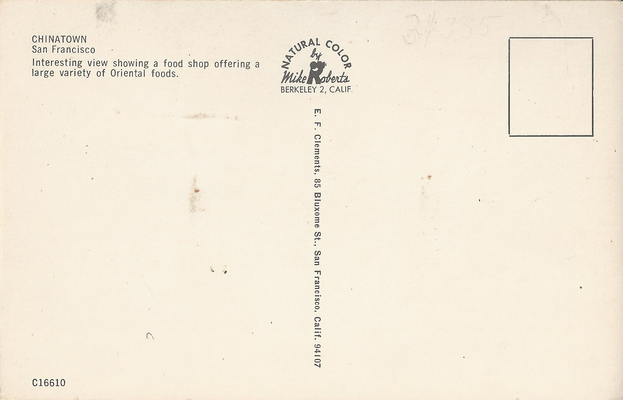 CHINATOWN
San Francisco
Interesting view showing a food shop offering a
large variety of Oriental foods.
NATURAL COLOR
by
Mike Roberts
BERKELEY 2, CALIF.
E. F. Clements, 85 Bluxome St., San Francisco, Calif. 94107
C16610